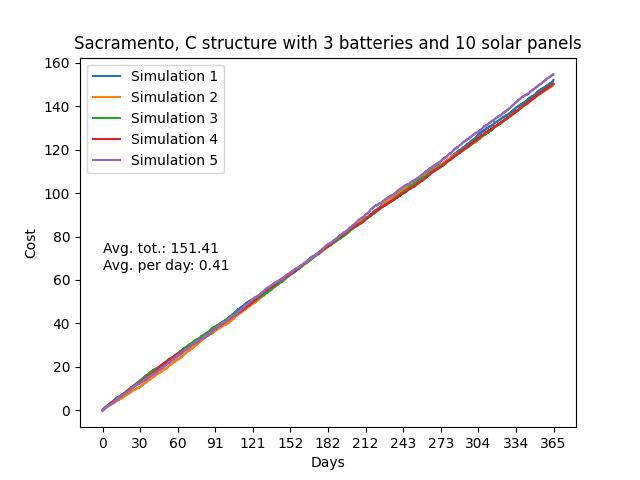 Sacramento, C structure with 3 batteries and 10 solar panels
160
140
120
100
80
60
40
20
0
Cost
Simulation 1
Simulation 2
Simulation 3
Simulation 4
Simulation 5
Avg. tot.: 151.41
Avg. per day: 0.41
0 30 60 91 121 152 182 212 243 273 304 334 365
Days